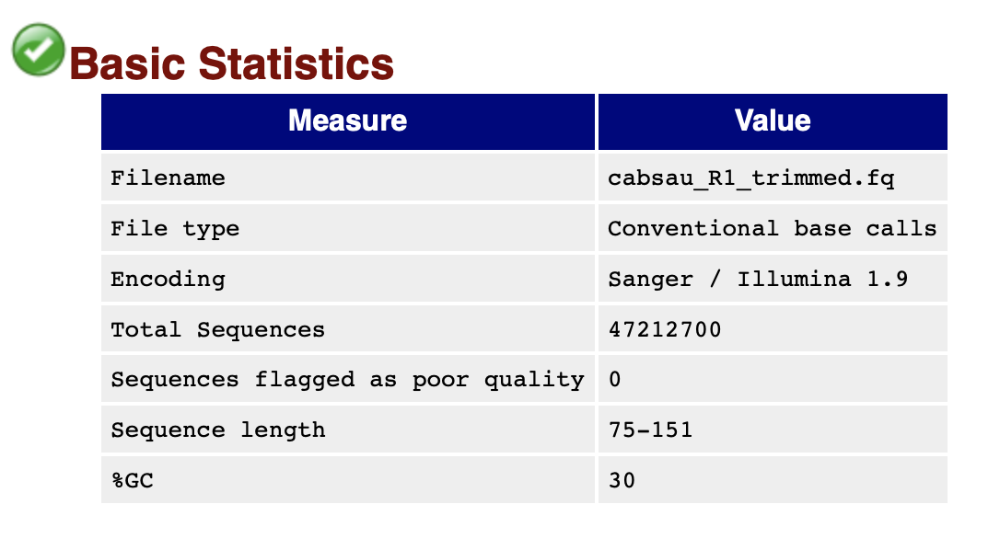 Basic Statistics
Measure Value
Filename cabsau_R1_trimmed.fq
File type Conventional base calls
Encoding Sanger / Illumina 1.9
Total Sequences 47212700
Sequences flagged as poor quality 0
Sequence length 75-151
%GC 30